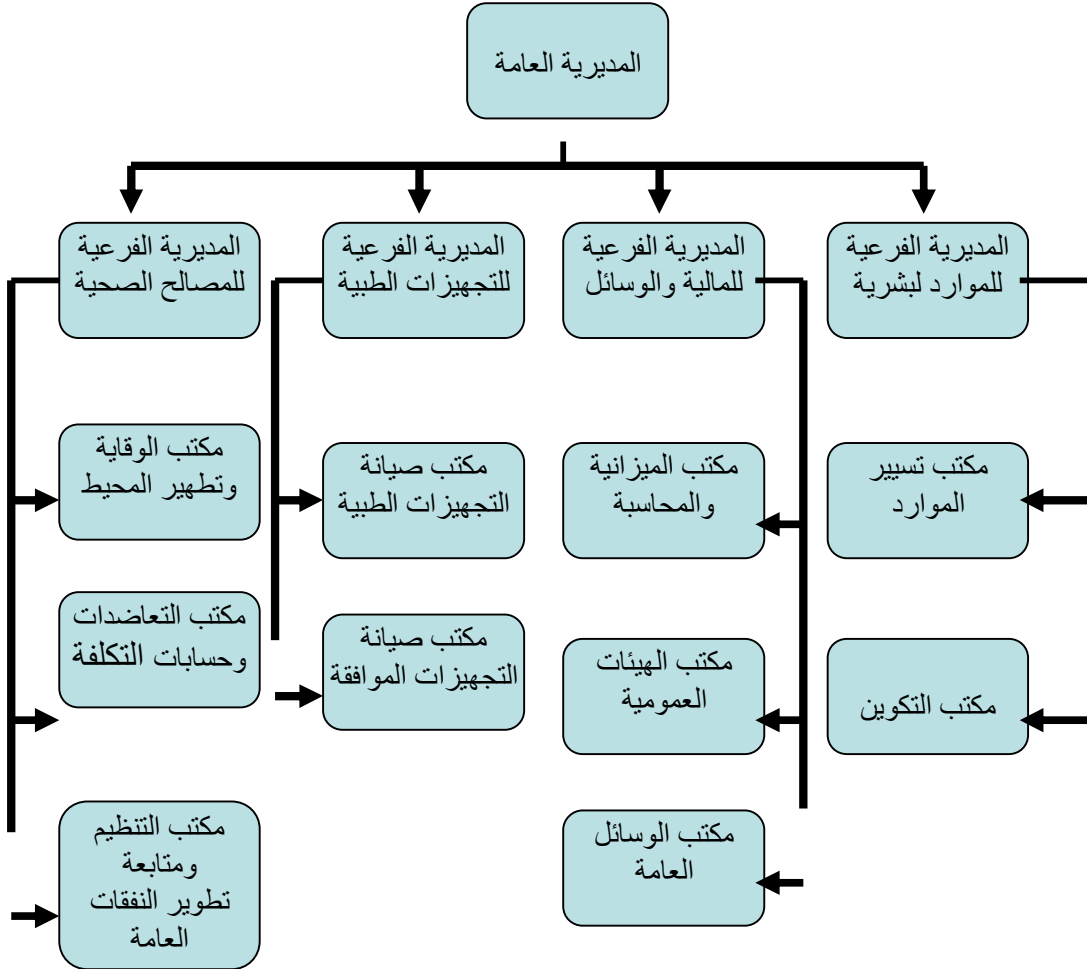 المديرية العامة
المديرية الفرعية
للموارد لبشرية
المديرية الفرعية
للمالية والوسائل
المديرية الفرعية
للتجهيزات الطبية
المديرية الفرعية
للمصالح الصحية
مكتب تسيير
الموارد
مكتب الميزانية
والمحاسبة
مكتب صيانة
التجهيزات الطبية
مكتب الوقاية
وتطهير المحيط
مكتب التكوين
مكتب الهيئات
العمومية
مكتب صيانة
التجهيزات الموافقة
مكتب التعاضدات
وحسابات التكلفة
مكتب الوسائل
العامة
مكتب التنظيم
ومتابعة
تطوير النفقات
العامة